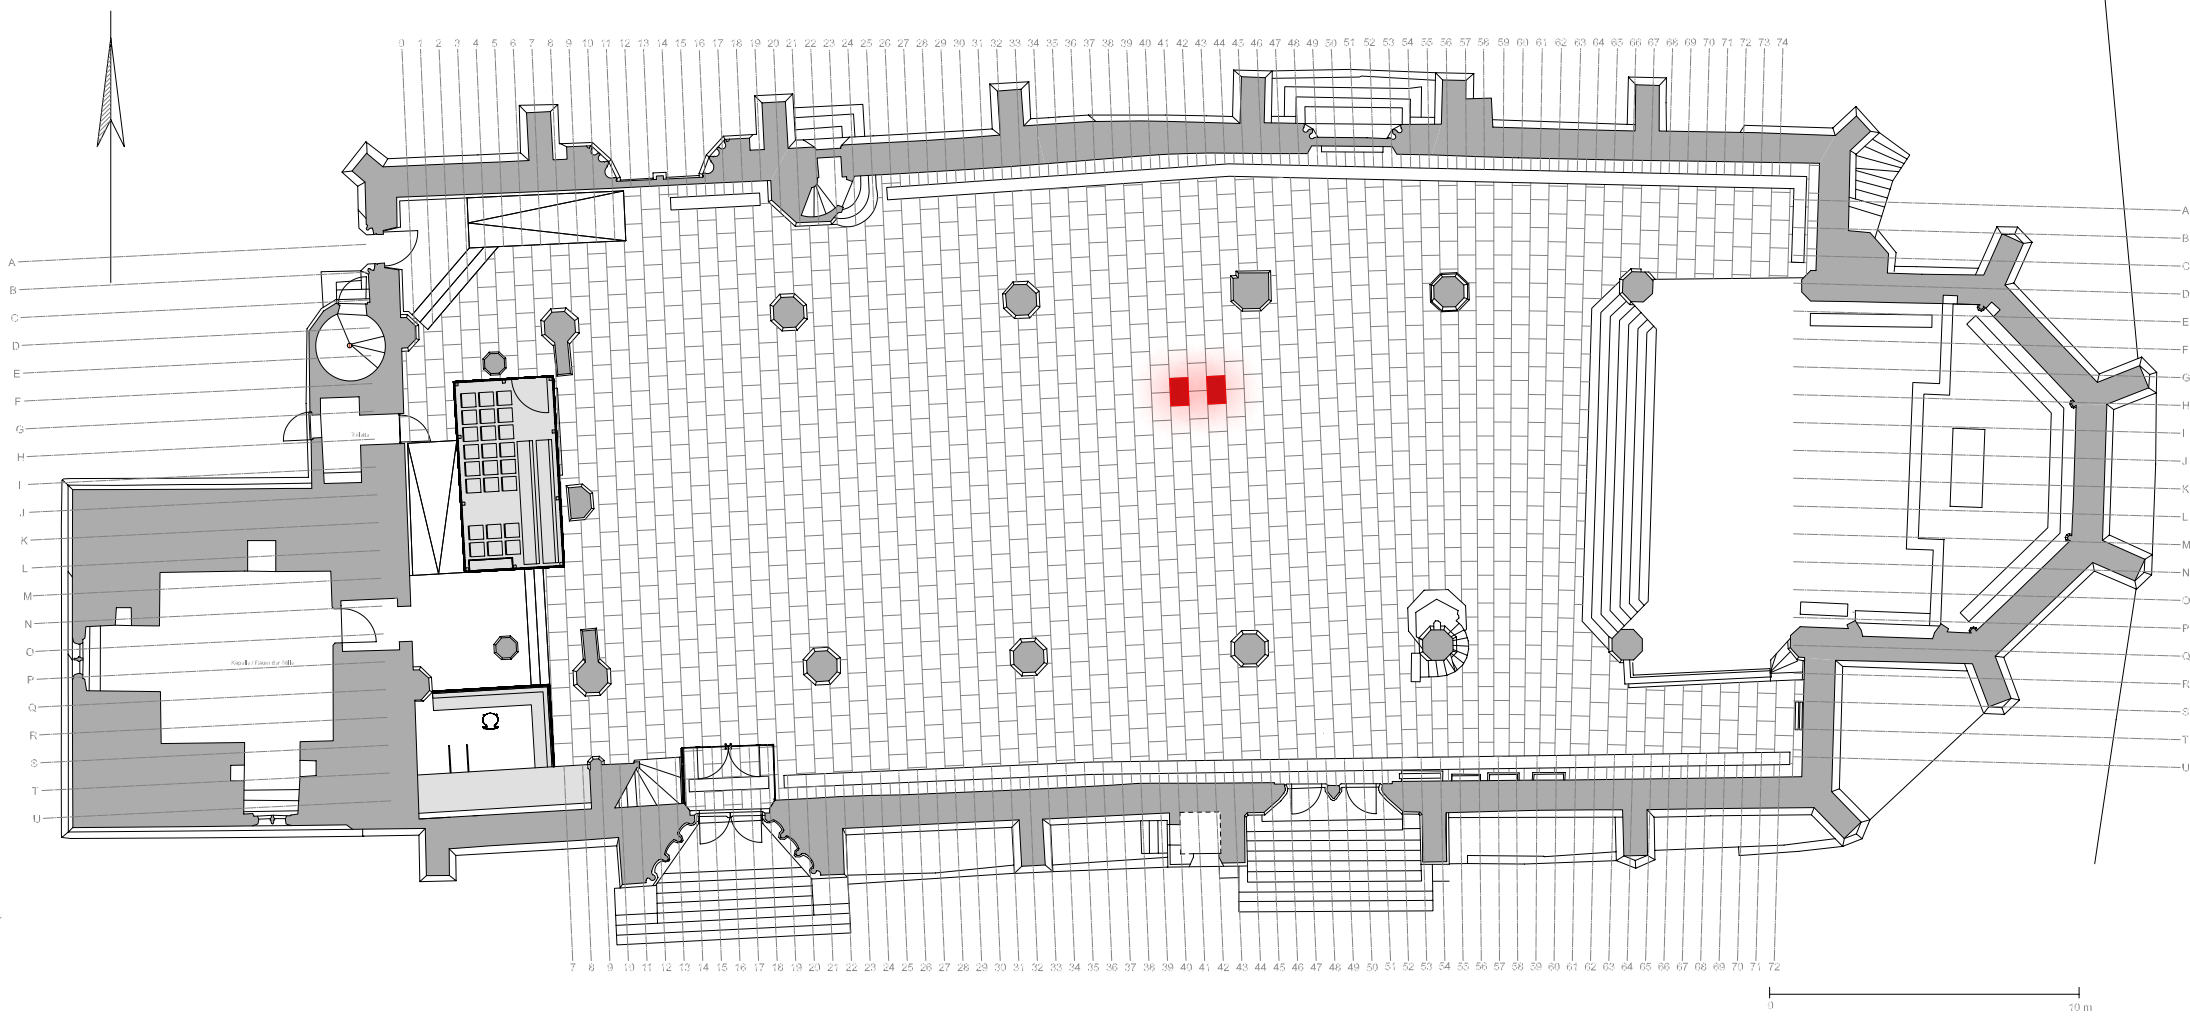 0 1 2 3 4 5 6 7 8 9 10 11 12 13 14 15 16 17 18 19 20 21 22 23 24 25 26 27 28 29 30 31 32 33 34 35 36 37 38 39 40 41 42 43 44 45 46 47 48 49 50 51 52 53 54 55 56 57 58 59 60 61 62 63 64 65 66 67 68 69 70 71 72 73 74
A
B
C
D
E
F
G
H
I
J
K
L
M
N
O
P
Q
R
S
T
U
Kapelle / Raum der Stille
A
B
C
D
E
F
G
H
I
J
K
L
M
N
O
P
Q
R
S
T
U
7 8 9 10 11 12 13 14 15 16 17 18 19 20 21 22 23 24 25 26 27 28 29 30 31 32 33 34 35 36 37 38 39 40 41 42 43 44 45 46 47 48 49 50 51 52 53 54 55 56 57 58 59 60 61 62 63 64 65 66 67 68 69 70 71 72
0 10 m